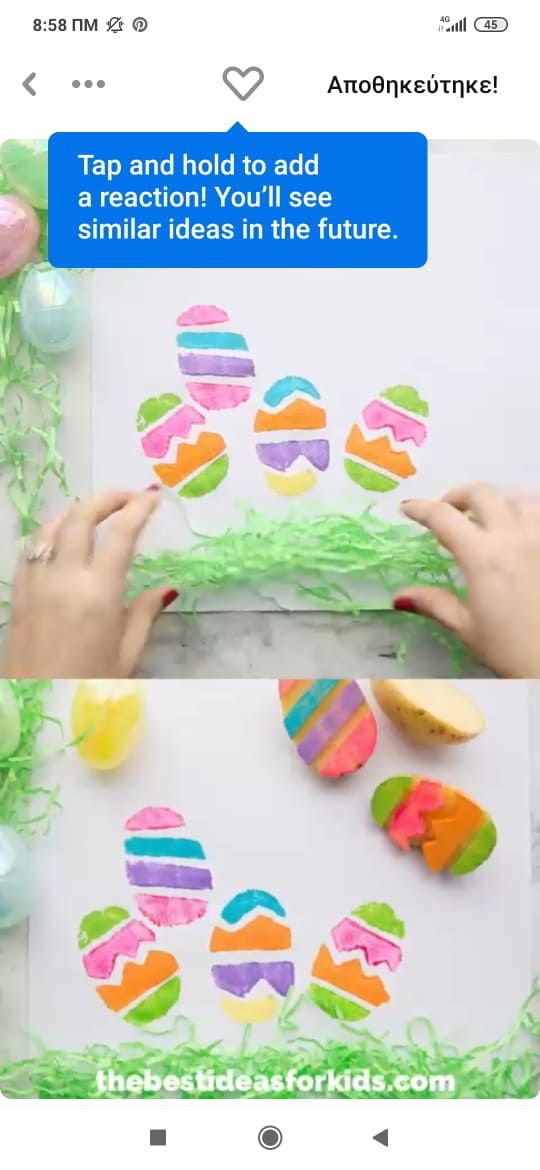 8:58 ΠΜ
4G
45
Αποθηκεύτηκε!
Tap and hold to add
a reaction! You’ll see
similar ideas in the future.
thebestideasforkids.com